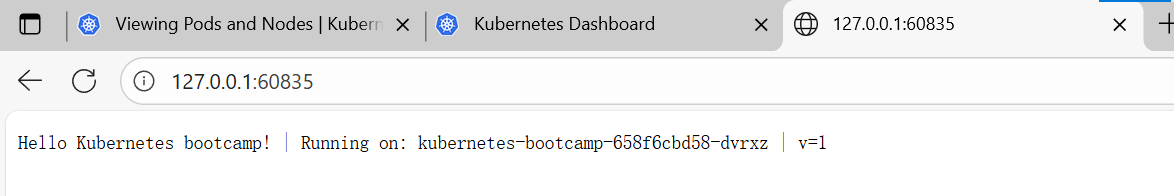 Viewing Pods and Nodes | Kubern
Kubernetes Dashboard
127.0.0.1:60835
127.0.0.1:60835
Hello Kubernetes bootcamp! | Running on: kubernetes-bootcamp-658f6cbd58-dvrxz | v=1